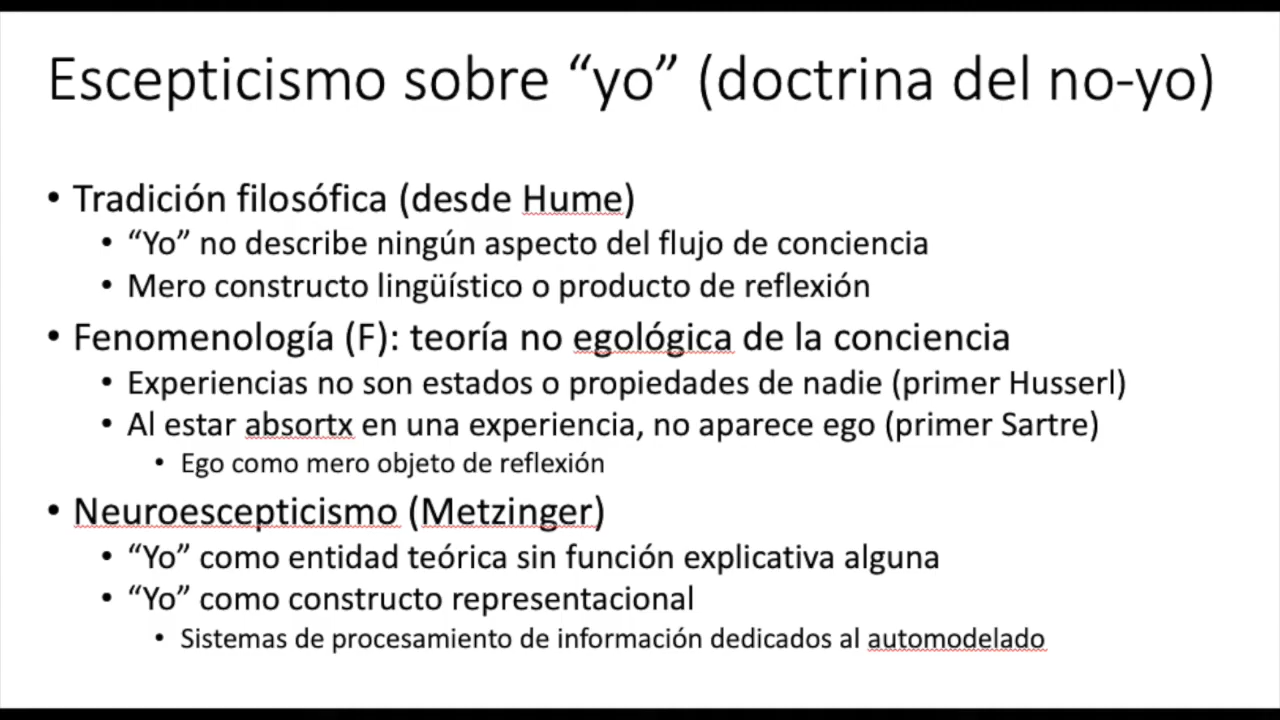 Escepticismo sobre “yo” (doctrina del no-yo)
• Tradición filosófica (desde Hume)
• “Yo” no describe ningún aspecto del flujo de conciencia
• Mero constructo lingüístico o producto de reflexión
• Fenomenología (F): teoría no egológica de la conciencia
• Experiencias no son estados o propiedades de nadie (primer Husserl)
• Al estar absortx en una experiencia, no aparece ego (primer Sartre)
• Ego como mero objeto de reflexión
• Neuroescepticismo (Metzinger)
• “Yo” como entidad teórica sin función explicativa alguna
• “Yo” como constructo representacional
• Sistemas de procesamiento de información dedicados al automodelado